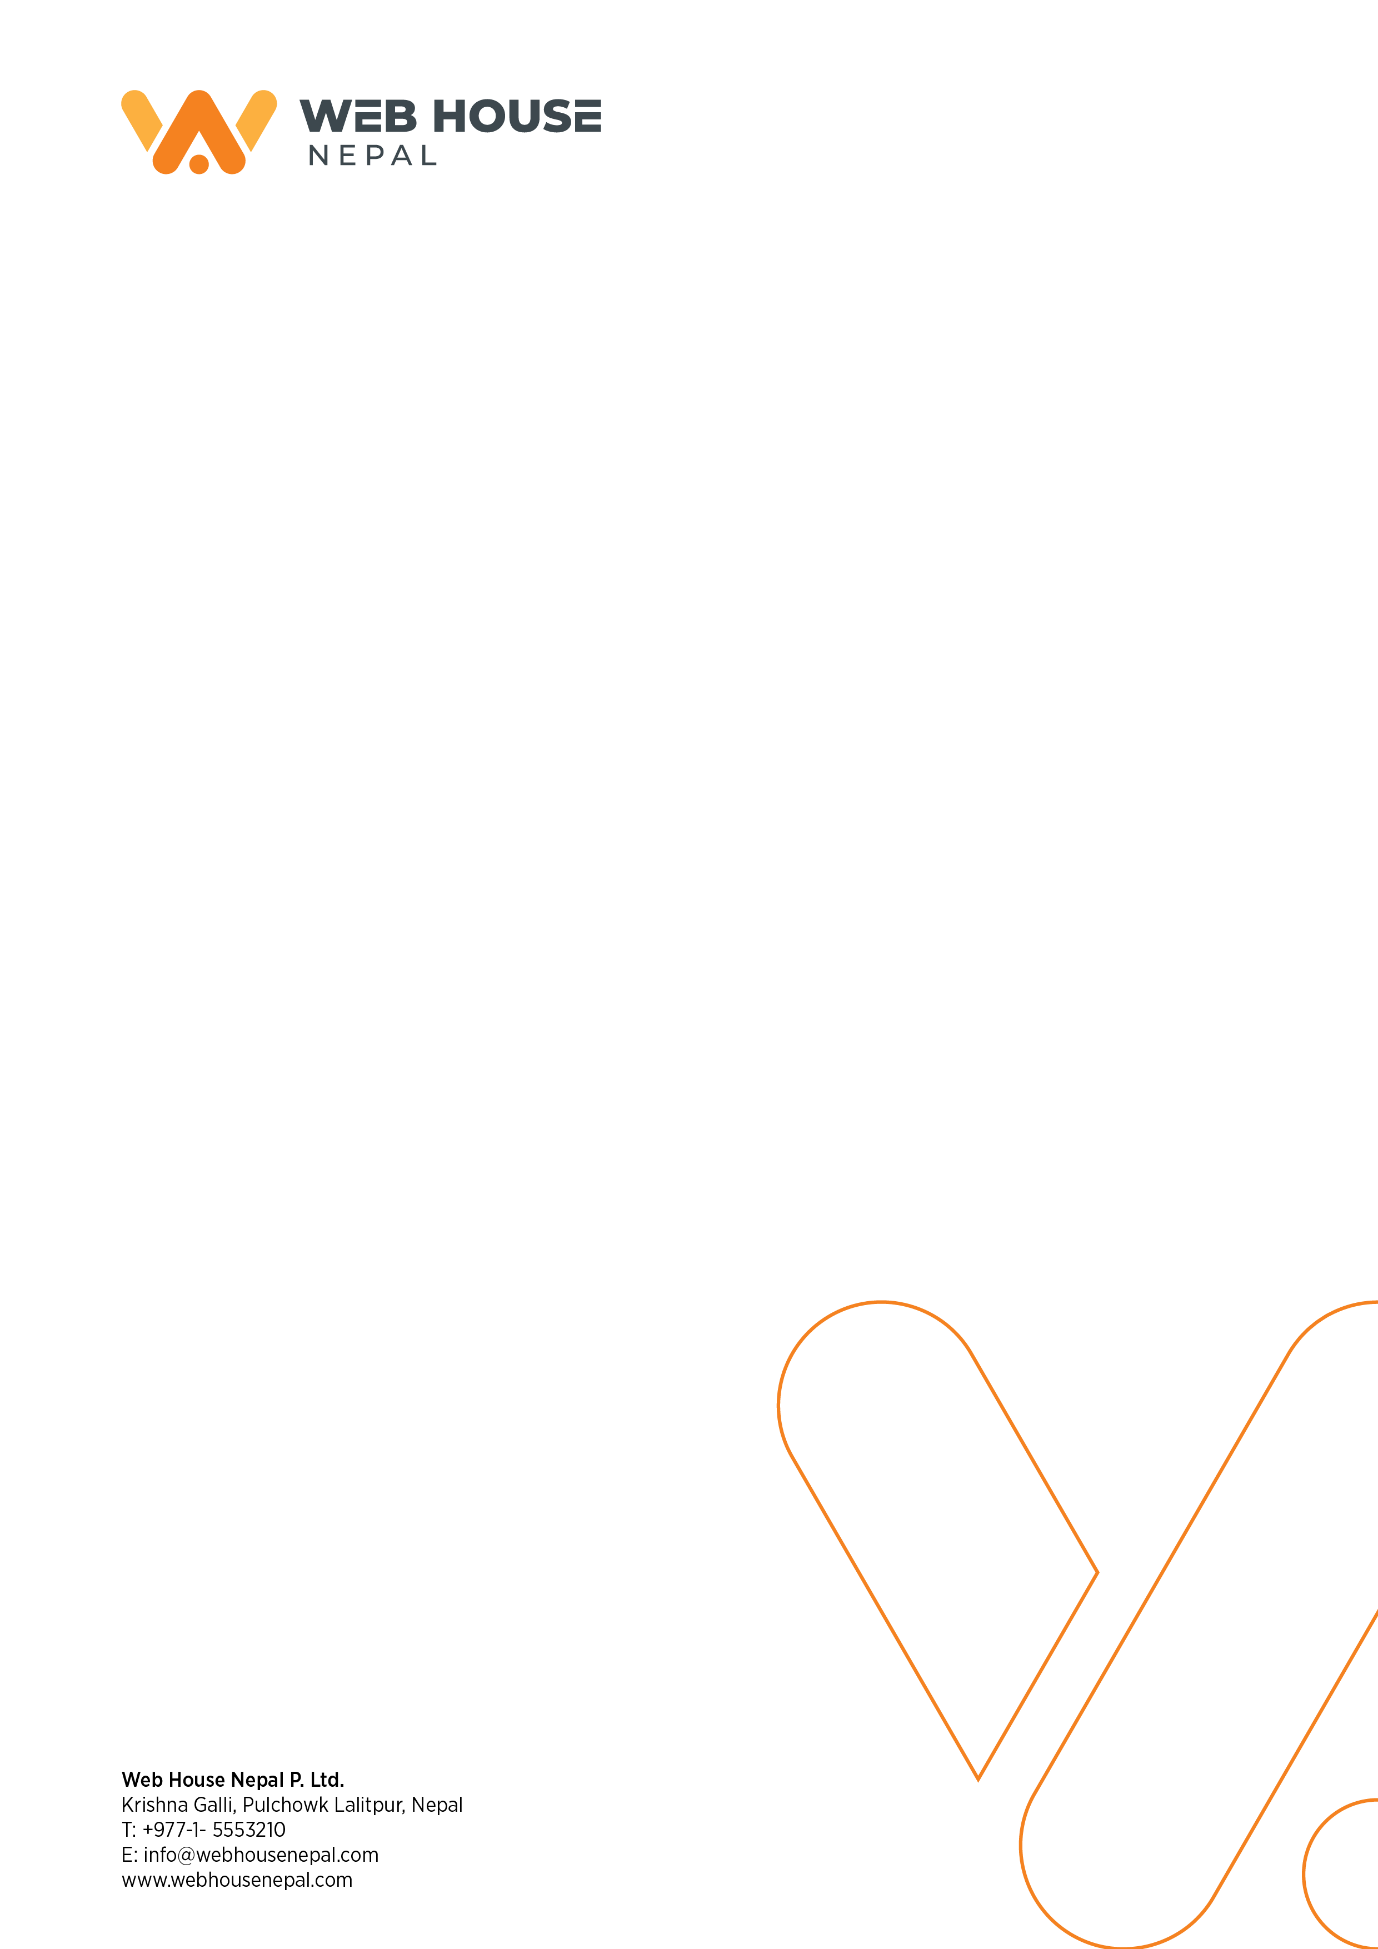 WEB HOUSE
NEPAL
Web House Nepal P. Ltd.
Krishna Galli, Pulchowk Lalitpur, Nepal
T: +977-1- 5553210
E: info@webhousenepal.com
www.webhousenepal.com